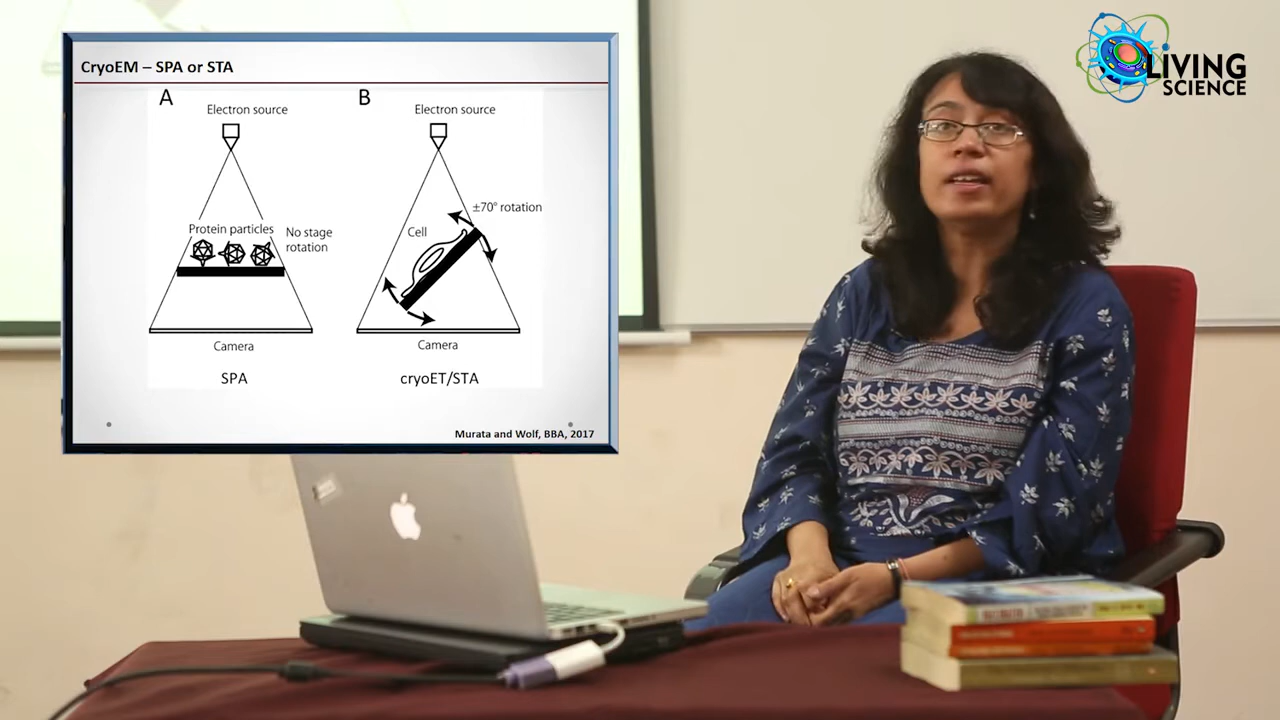 CryoEM – SPA or STA
A
Electron source
Protein particles
No stage
rotation
Camera
SPA
B
Electron source
±70° rotation
Cell
Camera
cryoET/STA
Murata and Wolf, BBA, 2017
LIVING
SCIENCE